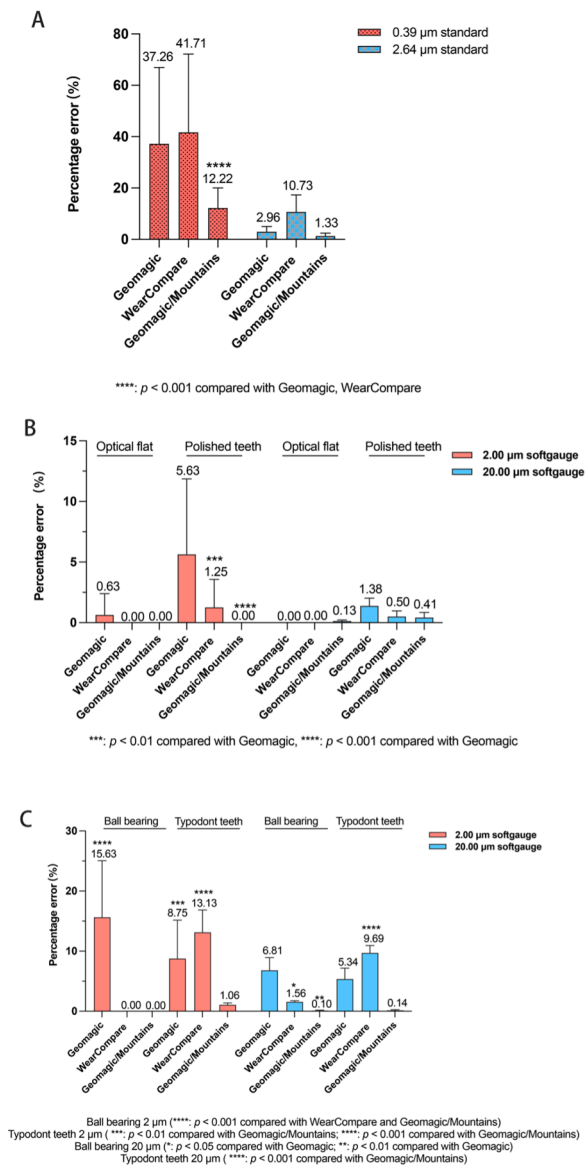 A
0.39 μm standard
2.64 μm standard
Percentage error (%)
80
60
40
20
0
37.26
41.71
****
12.22
2.96
10.73
1.33
Geomagic
WearCompare
Geomagic/Mountains
Geomagic
WearCompare
Geomagic/Mountains
****: p < 0.001 compared with Geomagic, WearCompare
B
Optical flat
Polished teeth
Optical flat
Polished teeth
2.00 μm softgauge
20.00 μm softgauge
Percentage error (%)
15
10
5
0
0.63
0.00
0.00
5.63
***
1.25
****
0.00
0.00
0.00
0.13
1.38
0.50
0.41
Geomagic
WearCompare
Geomagic/Mountains
Geomagic
WearCompare
Geomagic/Mountains
Geomagic
WearCompare
Geomagic/Mountains
Geomagic
WearCompare
Geomagic/Mountains
***: p < 0.01 compared with Geomagic, ****: p < 0.001 compared with Geomagic
C
Ball bearing
Typodont teeth
Ball bearing
Typodont teeth
2.00 μm softgauge
20.00 μm softgauge
Percentage error (%)
30
20
10
0
****
15.63
0.00
0.00
***
8.75
****
13.13
1.06
6.81
*
1.56
**
0.10
5.34
****
9.69
0.14
Geomagic
WearCompare
Geomagic/Mountains
Geomagic
WearCompare
Geomagic/Mountains
Geomagic
WearCompare
Geomagic/Mountains
Geomagic
WearCompare
Geomagic/Mountains
Ball bearing 2 μm (****: p < 0.001 compared with WearCompare and Geomagic/Mountains)
Typodont teeth 2 μm ( ***: p < 0.01 compared with Geomagic/Mountains; ****: p < 0.001 compared with Geomagic/Mountains)
Ball bearing 20 μm (*: p < 0.05 compared with Geomagic; **: p < 0.01 compared with Geomagic)
Typodont teeth 20 μm ( ****: p < 0.001 compared with Geomagic/Mountains)